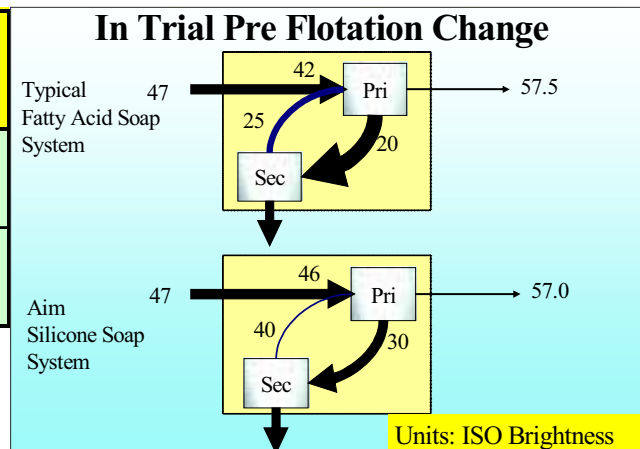 In Trial Pre Flotation Change
Typical
Fatty Acid Soap
System
47
42
Pri
57.5
25
20
Sec
Aim
Silicone Soap
System
47
46
Pri
57.0
40
30
Sec
Units: ISO Brightness